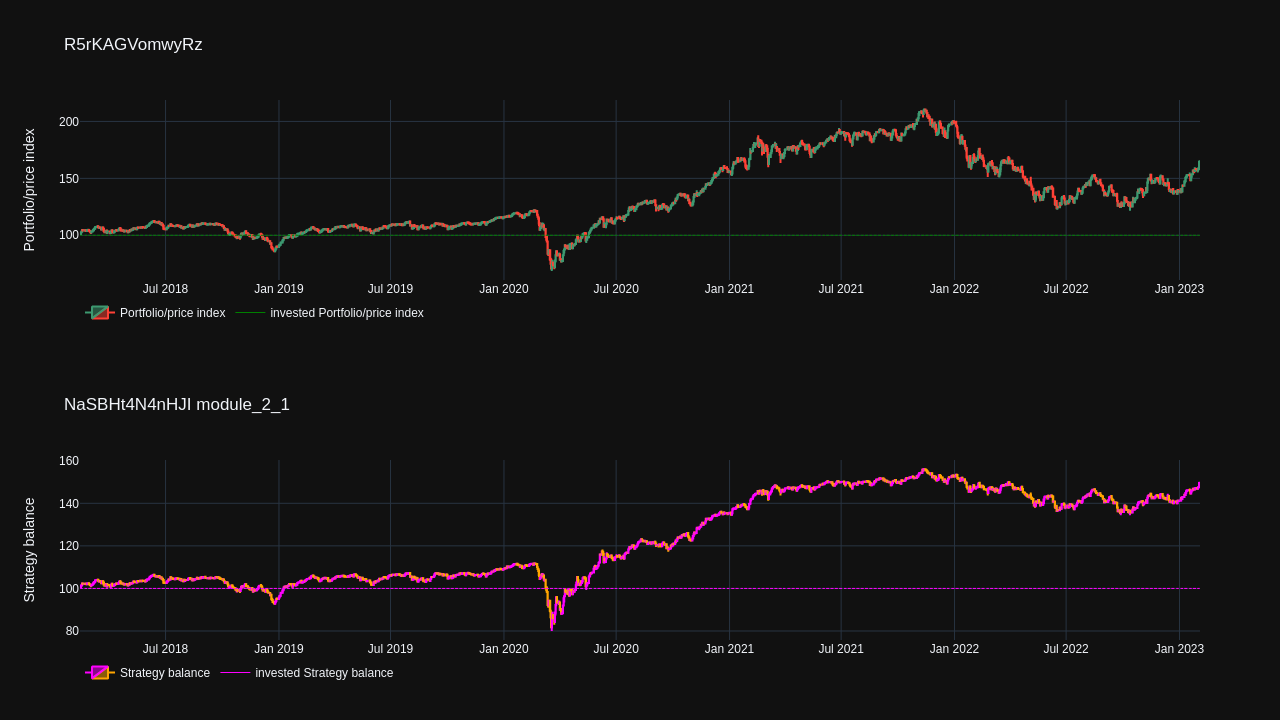 R5rKAGVomwyRz
Portfolio/price index
200
150
100
Jul 2018 Jan 2019 Jul 2019 Jan 2020 Jul 2020 Jan 2021 Jul 2021 Jan 2022 Jul 2022 Jan 2023
Portfolio/price index invested Portfolio/price index
NaSBHt4N4nHJI module_2_1
Strategy balance
160
140
120
100
80
Jul 2018 Jan 2019 Jul 2019 Jan 2020 Jul 2020 Jan 2021 Jul 2021 Jan 2022 Jul 2022 Jan 2023
Strategy balance invested Strategy balance